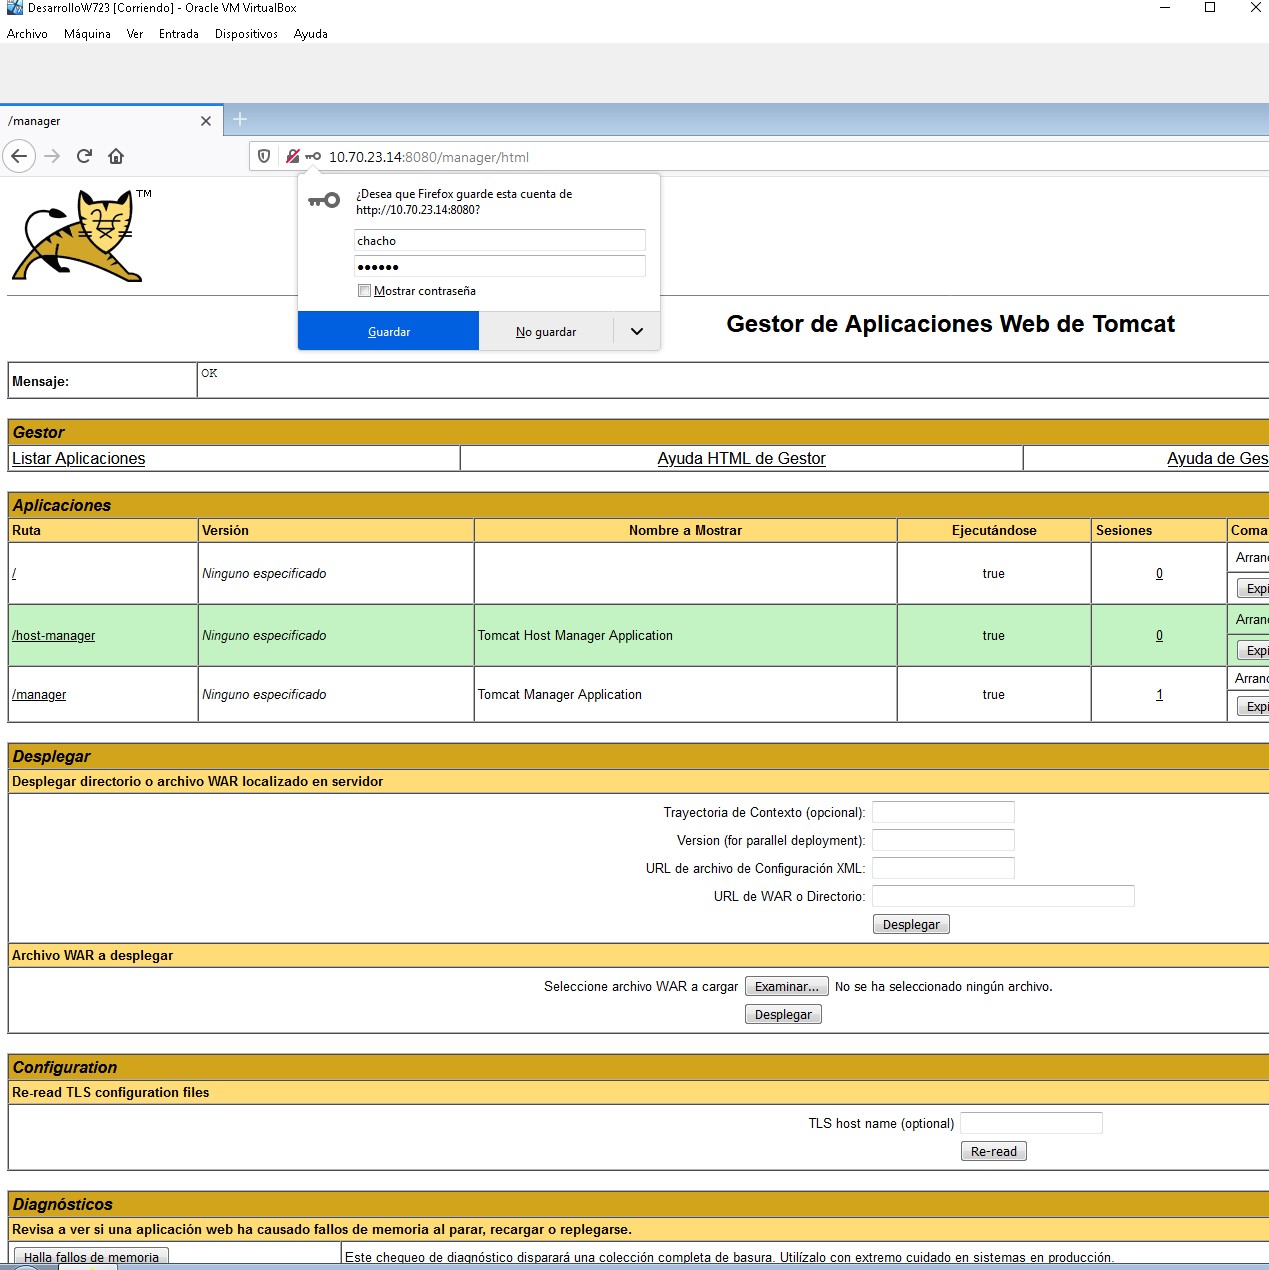 DesarrolloW723 [Corriendo] - Oracle VM VirtualBox
Archivo Máquina Ver Entrada Dispositivos Ayuda
/manager
10.70.23.14:8080/manager/html
TM
¿Desea que Firefox guarde esta cuenta de
http://10.70.23.14:8080?
chacho
••••••
Mostrar contraseña
Guardar No guardar
Gestor de Aplicaciones Web de Tomcat
Mensaje: OK
Gestor
Listar Aplicaciones Ayuda HTML de Gestor Ayuda de Ges
Aplicaciones
Ruta Versión Nombre a Mostrar Ejecutándose Sesiones Coma
/ Ninguno especificado true 0 Arran
Expi
/host-manager Ninguno especificado Tomcat Host Manager Application true 0 Arran
Expi
/manager Ninguno especificado Tomcat Manager Application true 1 Arran
Expi
Desplegar
Desplegar directorio o archivo WAR localizado en servidor
Trayectoria de Contexto (opcional):
Version (for parallel deployment):
URL de archivo de Configuración XML:
URL de WAR o Directorio:
Desplegar
Archivo WAR a desplegar
Seleccione archivo WAR a cargar Examinar... No se ha seleccionado ningún archivo.
Desplegar
Configuration
Re-read TLS configuration files
TLS host name (optional)
Re-read
Diagnósticos
Revisa a ver si una aplicación web ha causado fallos de memoria al parar, recargar o replegarse.
Halla fallos de memoria Este chequeo de diagnóstico disparará una colección completa de basura. Utilízalo con extremo cuidado en sistemas en producción.